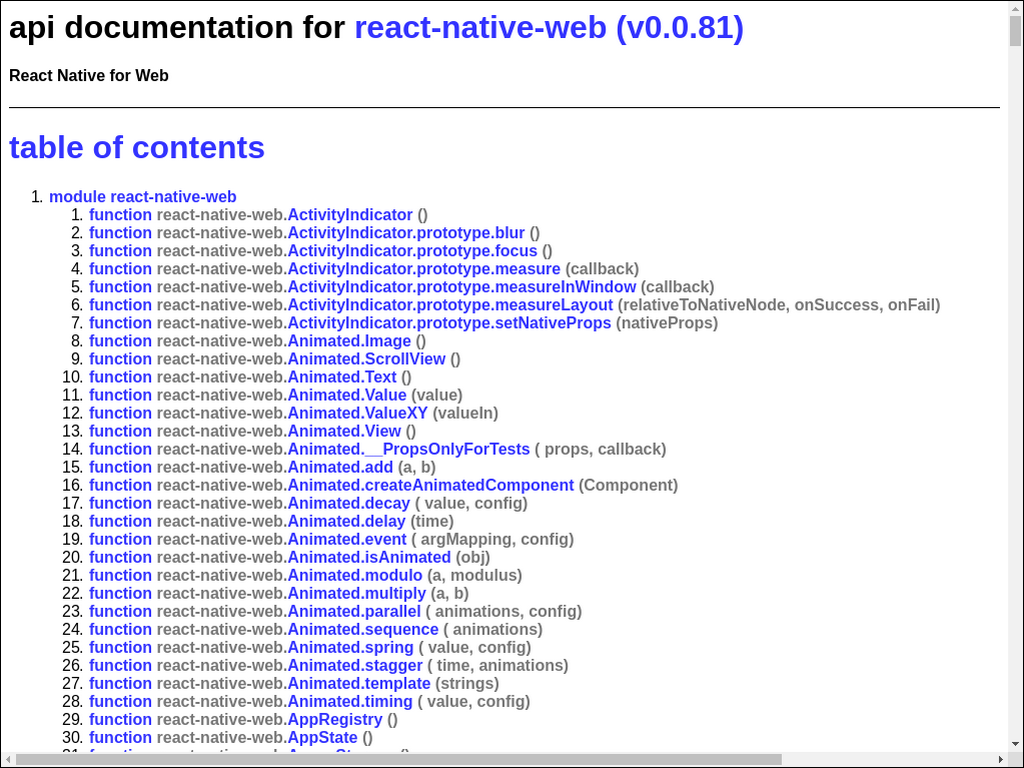 api documentation for react-native-web (v0.0.81)
React Native for Web
table of contents
1. module react-native-web
1. function react-native-web.ActivityIndicator ()
2. function react-native-web.ActivityIndicator.prototype.blur ()
3. function react-native-web.ActivityIndicator.prototype.focus ()
4. function react-native-web.ActivityIndicator.prototype.measure (callback)
5. function react-native-web.ActivityIndicator.prototype.measureInWindow (callback)
6. function react-native-web.ActivityIndicator.prototype.measureLayout (relativeToNativeNode, onSuccess, onFail)
7. function react-native-web.ActivityIndicator.prototype.setNativeProps (nativeProps)
8. function react-native-web.Animated.Image ()
9. function react-native-web.Animated.ScrollView ()
10. function react-native-web.Animated.Text ()
11. function react-native-web.Animated.Value (value)
12. function react-native-web.Animated.ValueXY (valueIn)
13. function react-native-web.Animated.View ()
14. function react-native-web.Animated.__PropsOnlyForTests ( props, callback)
15. function react-native-web.Animated.add (a, b)
16. function react-native-web.Animated.createAnimatedComponent (Component)
17. function react-native-web.Animated.decay ( value, config)
18. function react-native-web.Animated.delay (time)
19. function react-native-web.Animated.event ( argMapping, config)
20. function react-native-web.Animated.isAnimated (obj)
21. function react-native-web.Animated.modulo (a, modulus)
22. function react-native-web.Animated.multiply (a, b)
23. function react-native-web.Animated.parallel ( animations, config)
24. function react-native-web.Animated.sequence ( animations)
25. function react-native-web.Animated.spring ( value, config)
26. function react-native-web.Animated.stagger ( time, animations)
27. function react-native-web.Animated.template (strings)
28. function react-native-web.Animated.timing ( value, config)
29. function react-native-web.AppRegistry ()
30. function react-native-web.AppState ()